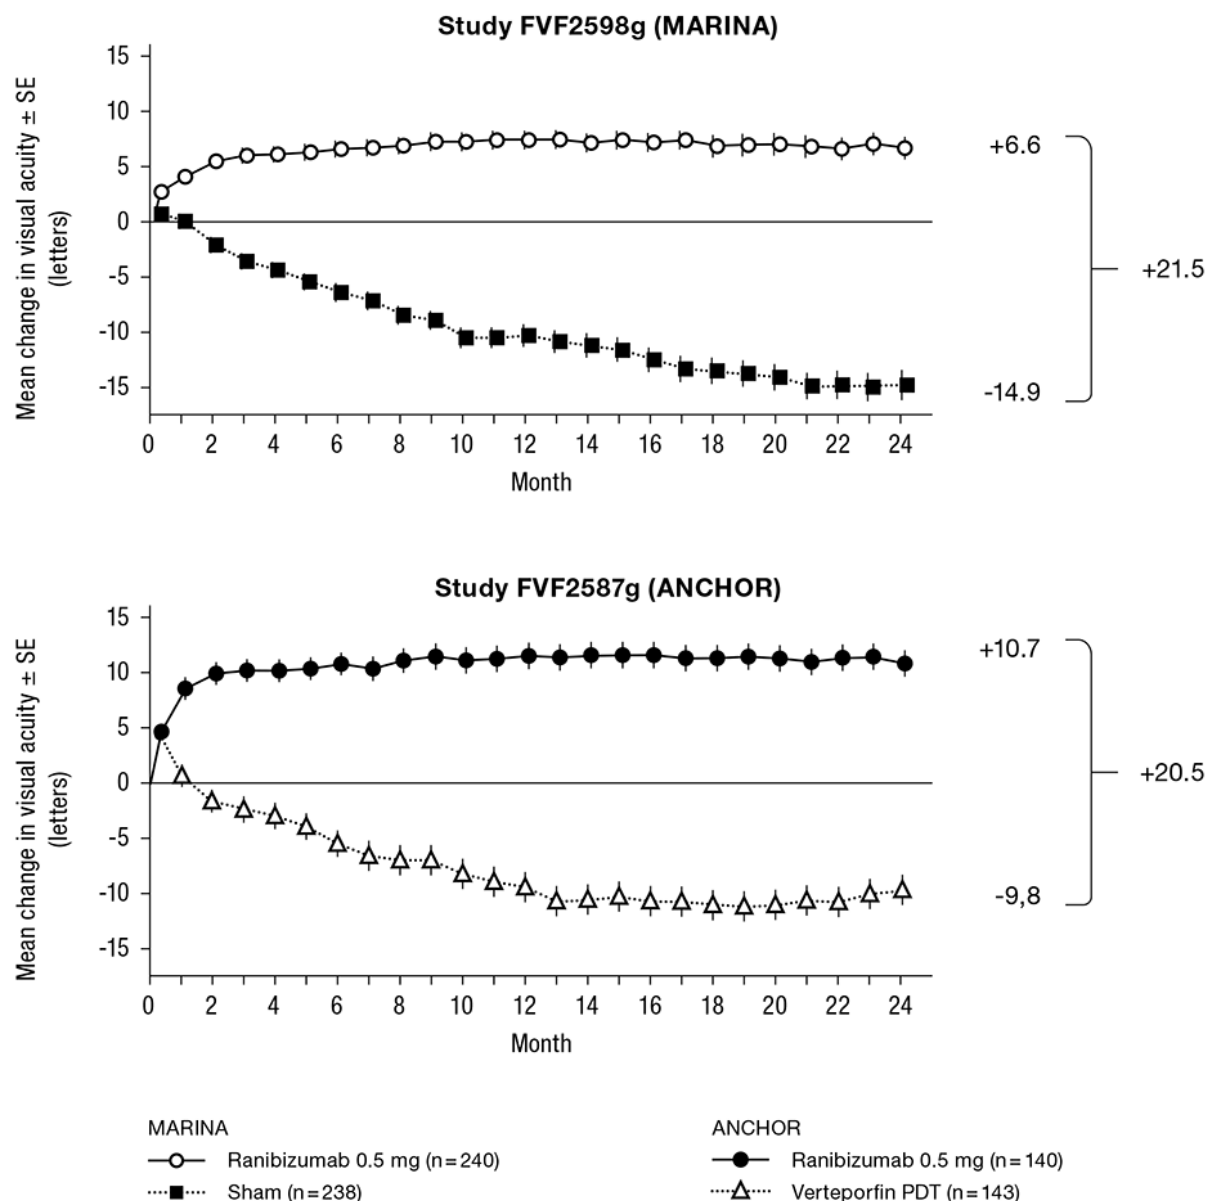 Study FVF2598g (MARINA)
Mean change in visual acuity ± SE
(letters)
15
10
5
0
-5
-10
-15
0 2 4 6 8 10 12 14 16 18 20 22 24
Month
+6.6
+21.5
-14.9
Study FVF2587g (ANCHOR)
Mean change in visual acuity ± SE
(letters)
15
10
5
0
-5
-10
-15
0 2 4 6 8 10 12 14 16 18 20 22 24
Month
+10.7
+20.5
-9,8
MARINA
Ranibizumab 0.5 mg (n=240)
Sham (n=238)
ANCHOR
Ranibizumab 0.5 mg (n=140)
Verteporfin PDT (n=143)